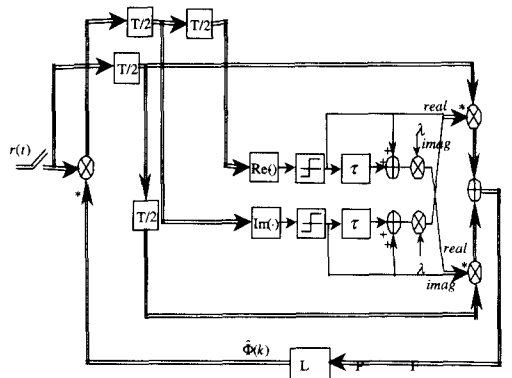 T/2
T/2
T/2
real
*
r(t)
λ
imag
+
Re(·)
τ
*
T/2
Im(·)
τ
+
+
real
λ
*
imag
Φ̂(k)
L